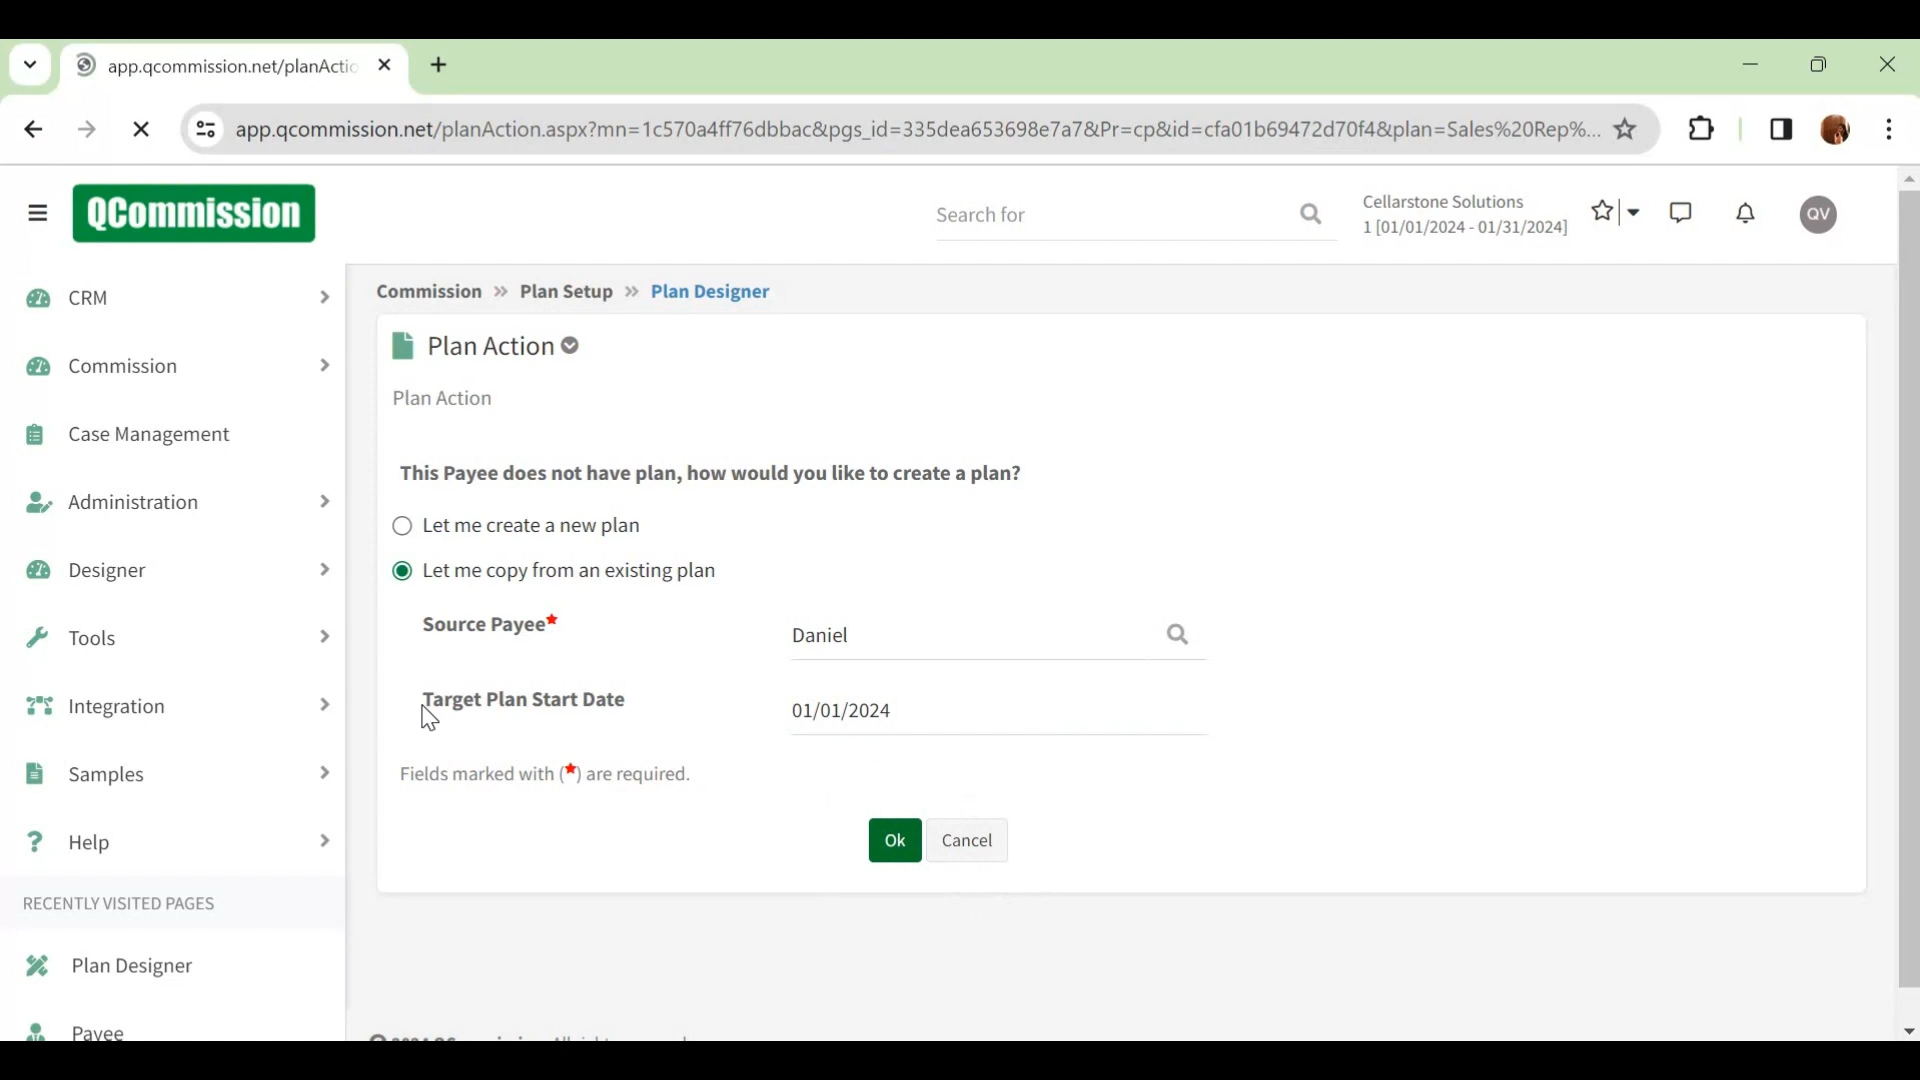 app.qcommission.net/planActio
app.qcommission.net/planAction.aspx?mn=1c570a4ff76dbbac&pgs_id=335dea653698e7a7&Pr=cp&id=cfa01b69472d70f4&plan=Sales%20Rep%...
QCommission
Search for
Cellarstone Solutions
1 [01/01/2024 - 01/31/2024]
QV
CRM
Commission
Case Management
Administration
Designer
Tools
Integration
Samples
Help
RECENTLY VISITED PAGES
Plan Designer
Payee
Commission » Plan Setup » Plan Designer
Plan Action
Plan Action
This Payee does not have plan, how would you like to create a plan?
Let me create a new plan
Let me copy from an existing plan
Source Payee*
Daniel
Target Plan Start Date
01/01/2024
Fields marked with (*) are required.
Ok
Cancel